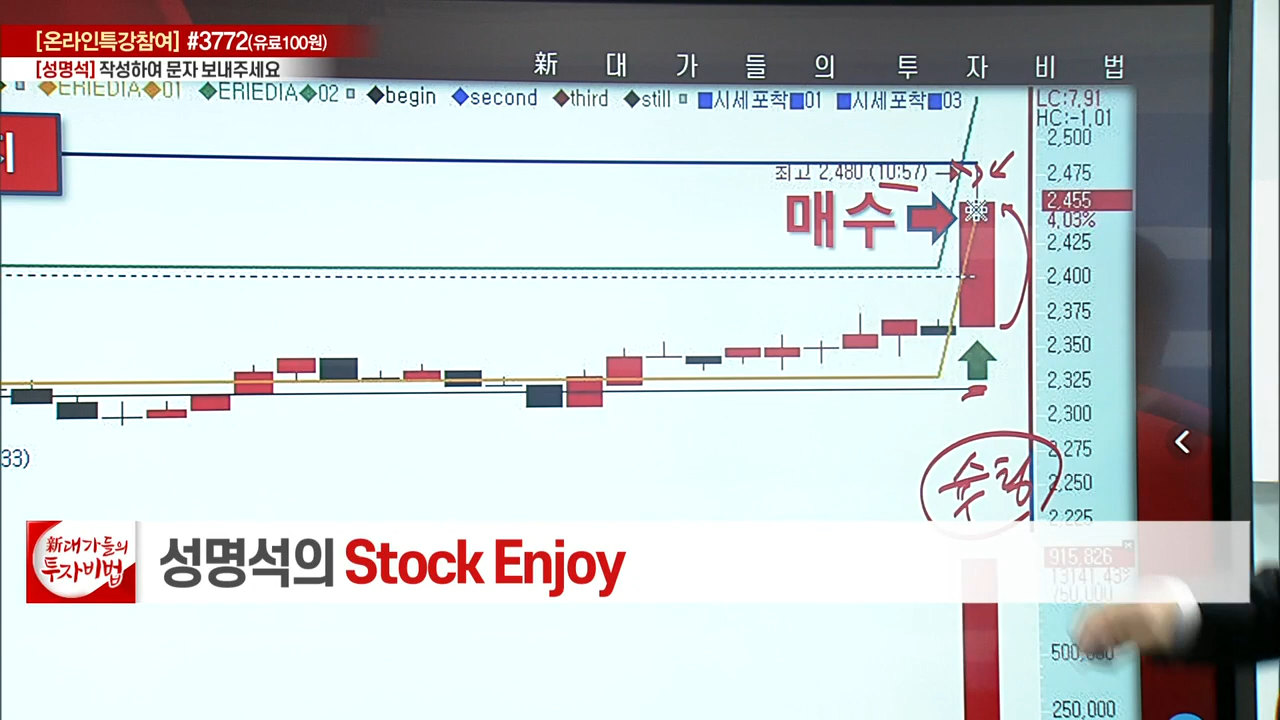 [온라인특강참여] #3772(유료100원)
[성명석] 작성하여 문자 보내주세요
新 대 가 들 의 투 자 비 법
ERIEDIA 01 ERIEDIA 02 begin second third still 시세포착 01 시세포착 03
LC:7,91
HC:-1,01
2,500
최고 2,480 (10:57)
2,475
매수
2,455
4,03%
2,425
2,400
2,375
2,350
2,325
2,300
2,275
33)
슈팅
2,250
2,225
新대가들의
투자비법
성명석의 Stock Enjoy
915,826
750,000
500,000
250,000